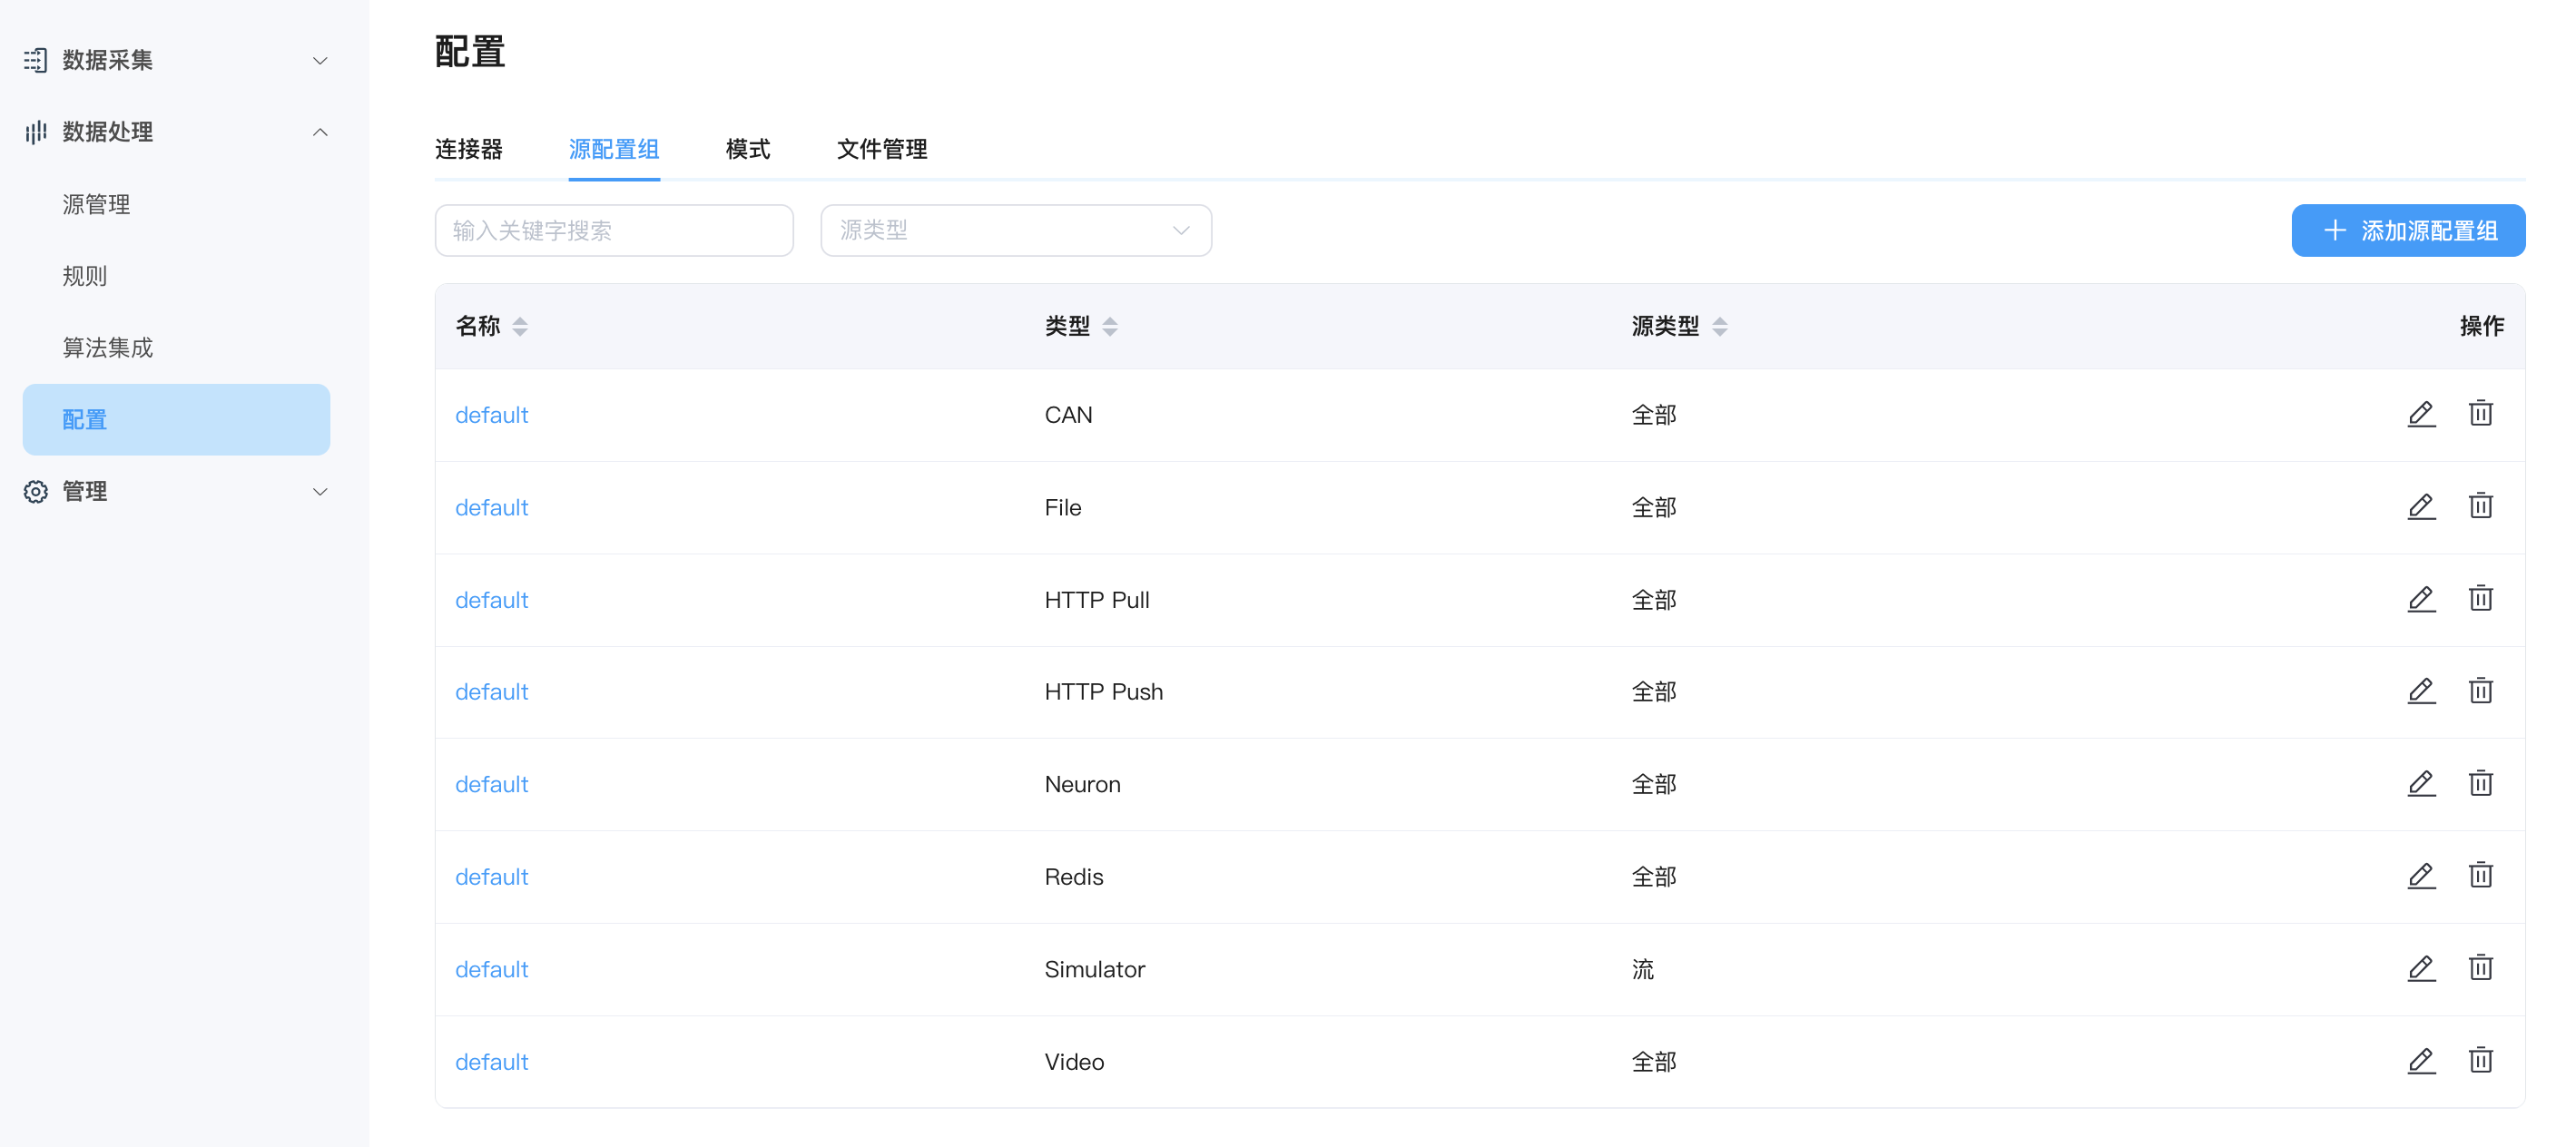 数据采集
数据处理
源管理
规则
算法集成
配置
管理
配置
连接器 源配置组 模式 文件管理
输入关键字搜索 源类型 添加源配置组
名称 类型 源类型 操作
default CAN 全部
default File 全部
default HTTP Pull 全部
default HTTP Push 全部
default Neuron 全部
default Redis 全部
default Simulator 流
default Video 全部